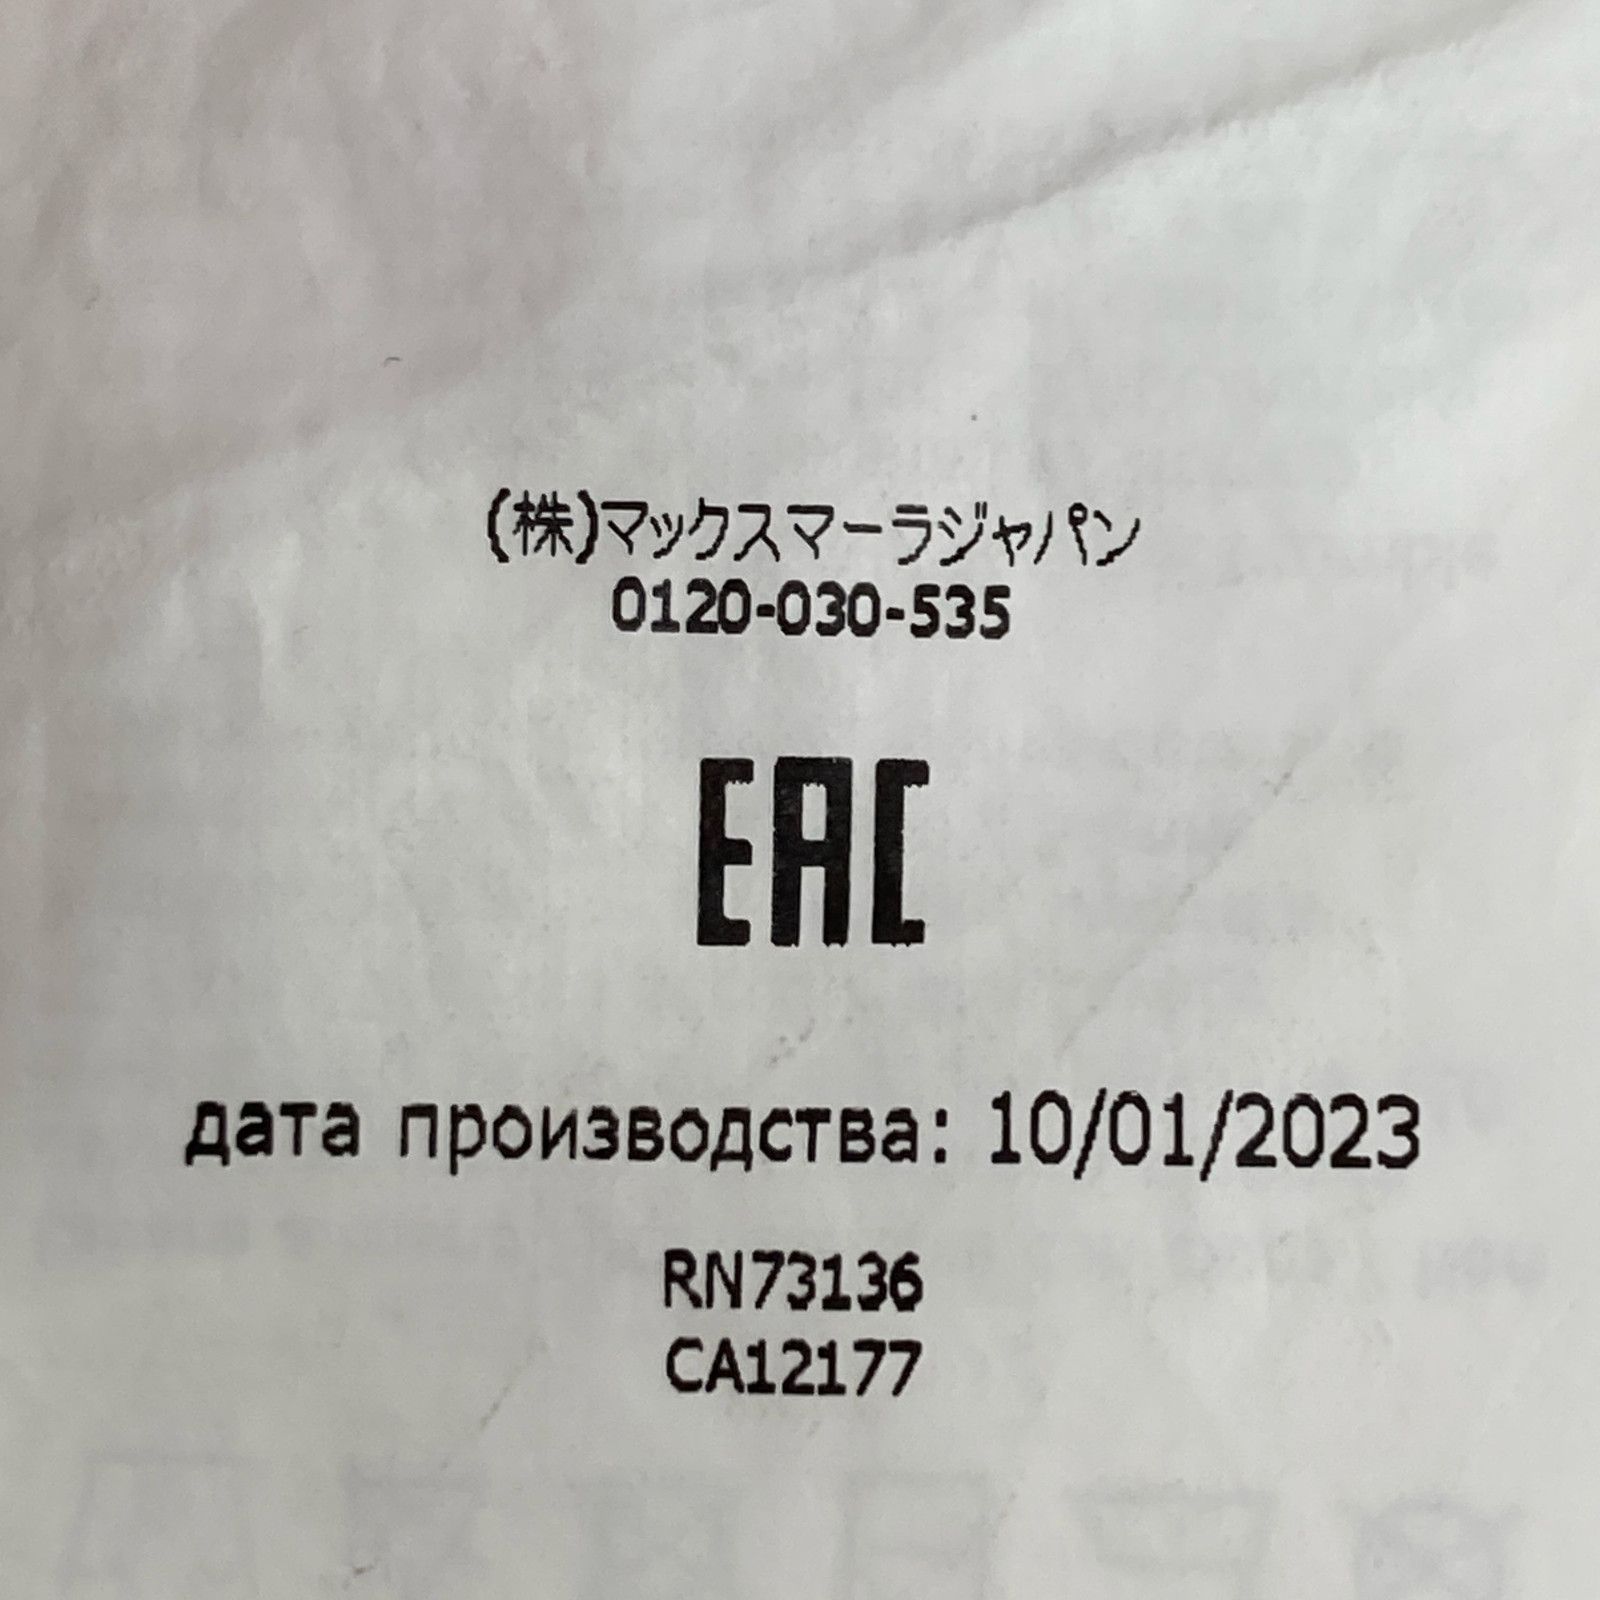 (株)マックスマーラジャパン
0120-030-535
EAC
дата производства: 10/01/2023
RN73136
CA12177